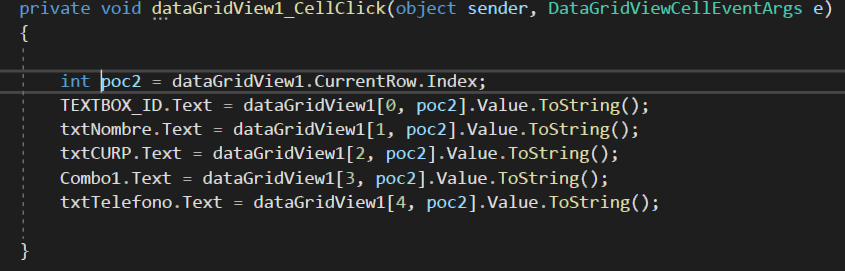 private void dataGridView1_CellClick(object sender, DataGridViewCellEventArgs e)
{
int poc2 = dataGridView1.CurrentRow.Index;
TEXTBOX_ID.Text = dataGridView1[0, poc2].Value.ToString();
txtNombre.Text = dataGridView1[1, poc2].Value.ToString();
txtCURP.Text = dataGridView1[2, poc2].Value.ToString();
Combo1.Text = dataGridView1[3, poc2].Value.ToString();
txtTelefono.Text = dataGridView1[4, poc2].Value.ToString();
}